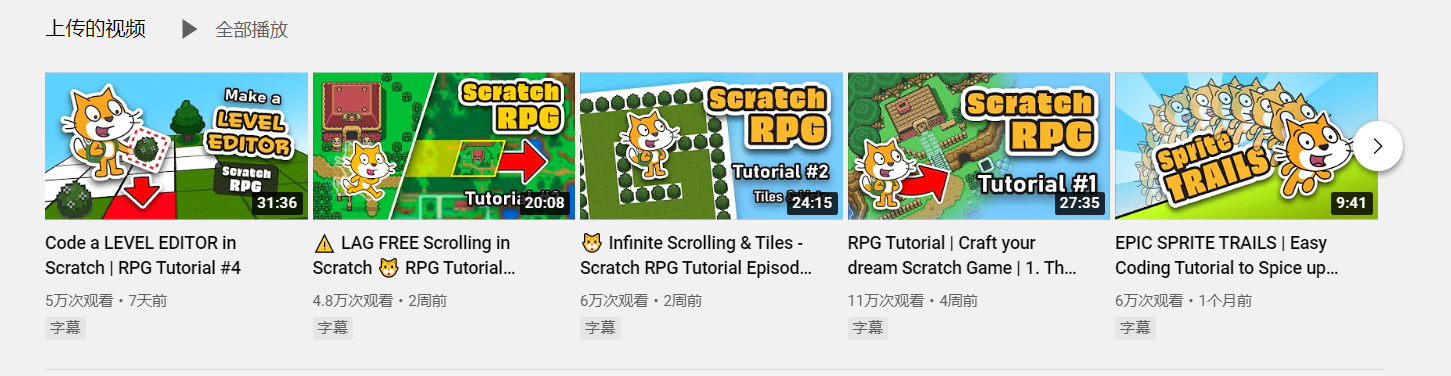 上传的视频 全部播放
Make a
LEVEL
EDITOR
Scratch
RPG
31:36
Scratch
RPG
20:08
Scratch
RPG
Tutorial #2
Tiles
24:15
Scratch
RPG
Tutorial #1
27:35
Sprite
TRAILS
9:41
Code a LEVEL EDITOR in
Scratch | RPG Tutorial #4
5万次观看・7天前
字幕
⚠️ LAG FREE Scrolling in
Scratch 🐱 RPG Tutorial...
4.8万次观看・2周前
字幕
🐱 Infinite Scrolling & Tiles -
Scratch RPG Tutorial Episod...
6万次观看・2周前
字幕
RPG Tutorial | Craft your
dream Scratch Game | 1. Th...
11万次观看・4周前
字幕
EPIC SPRITE TRAILS | Easy
Coding Tutorial to Spice up...
6万次观看・1个月前
字幕